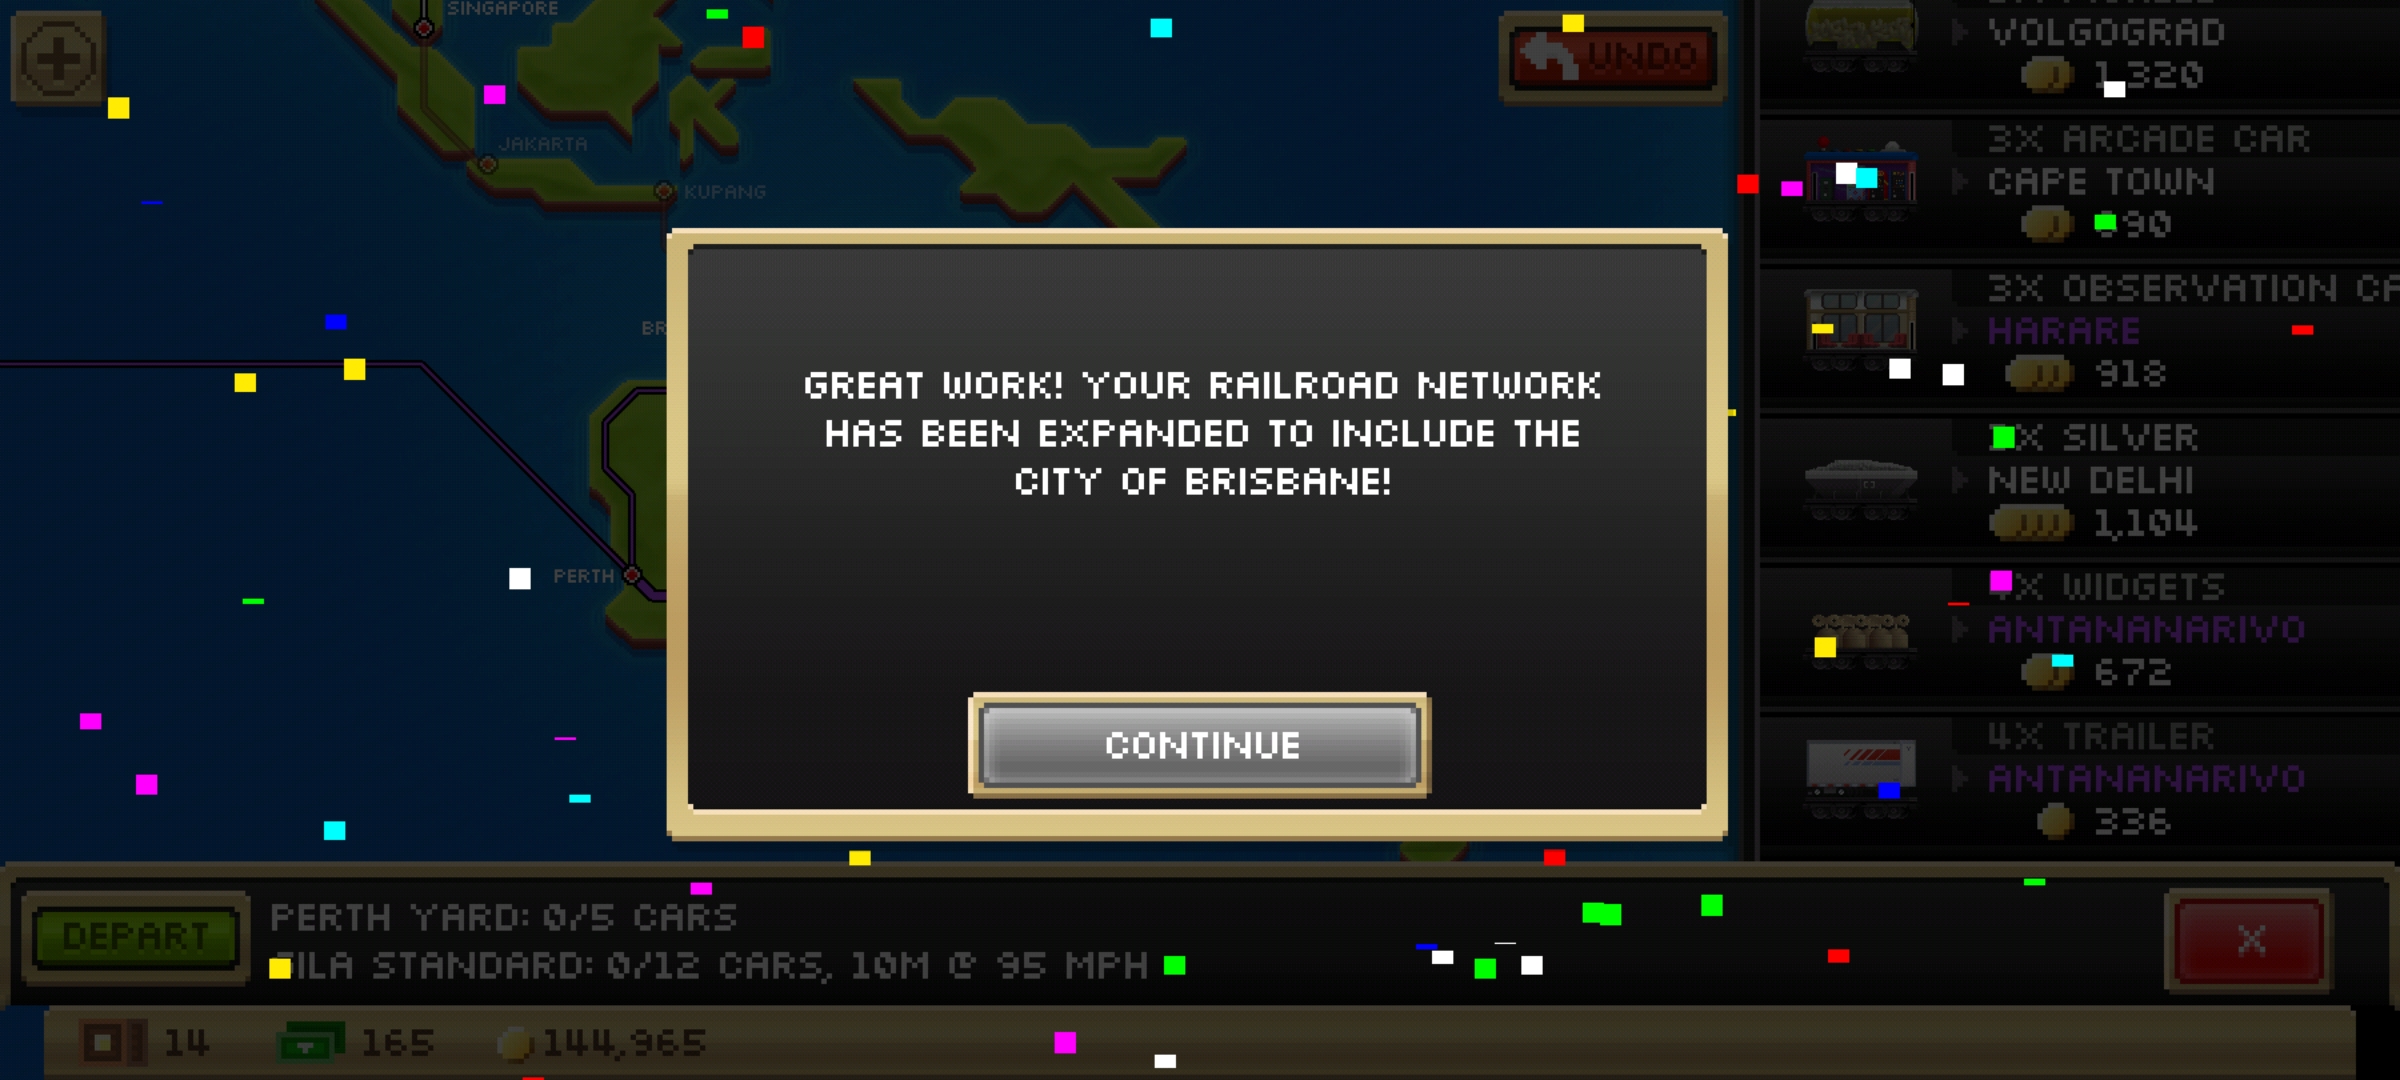 SINGAPORE
JAKARTA
KUPANG
BR
PERTH
UNDO
VOLGOGRAD
1,320
3X ARCADE CAR
CAPE TOWN
90
3X OBSERVATION CA
HARARE
918
X SILVER
NEW DELHI
1,104
4X WIDGETS
ANTANANARIVO
672
4X TRAILER
ANTANANARIVO
336
GREAT WORK! YOUR RAILROAD NETWORK
HAS BEEN EXPANDED TO INCLUDE THE
CITY OF BRISBANE!
CONTINUE
DEPART
PERTH YARD: 0/5 CARS
ILA STANDARD: 0/12 CARS, 10M @ 95 MPH
X
14
165
144,965